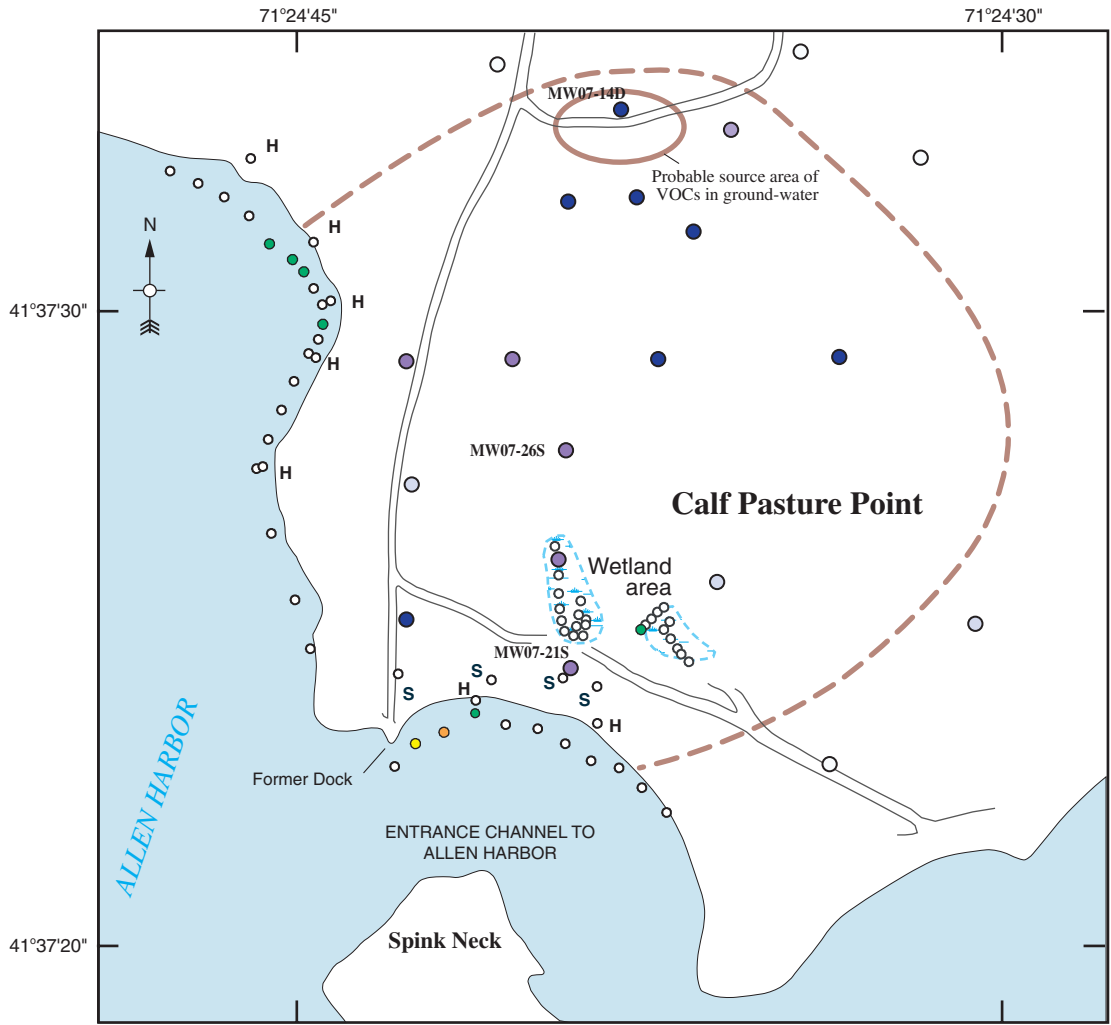 71°24'45"
71°24'30"
MW07-14D
Probable source area of
VOCs in ground-water
H
H
N
H
41°37'30"
H
MW07-26S
H
Calf Pasture Point
Wetland
area
MW07-21S
S
S
H
S
S
H
Former Dock
ALLEN HARBOR
ENTRANCE CHANNEL TO
ALLEN HARBOR
Spink Neck
41°37'20"